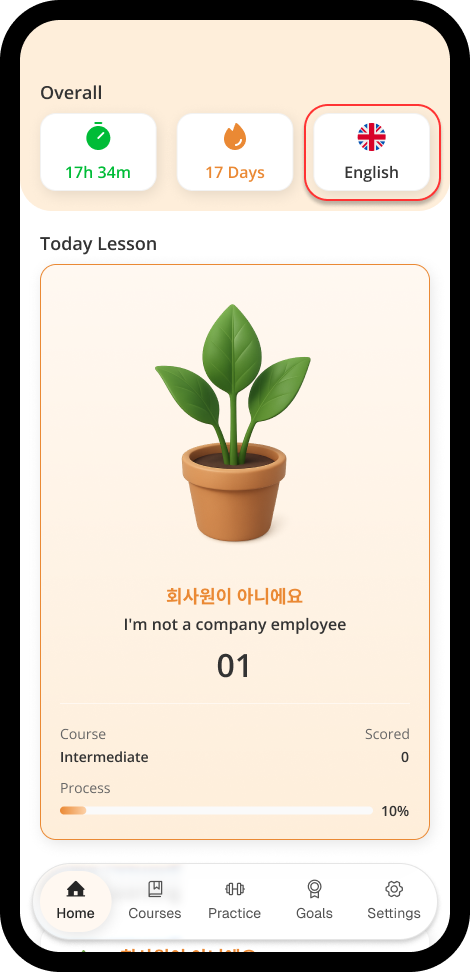 Overall
17h 34m
17 Days
English
Today Lesson
회사원이 아니에요
I'm not a company employee
01
Course
Scored
Intermediate
0
Process
10%
Home
Courses
Practice
Goals
Settings